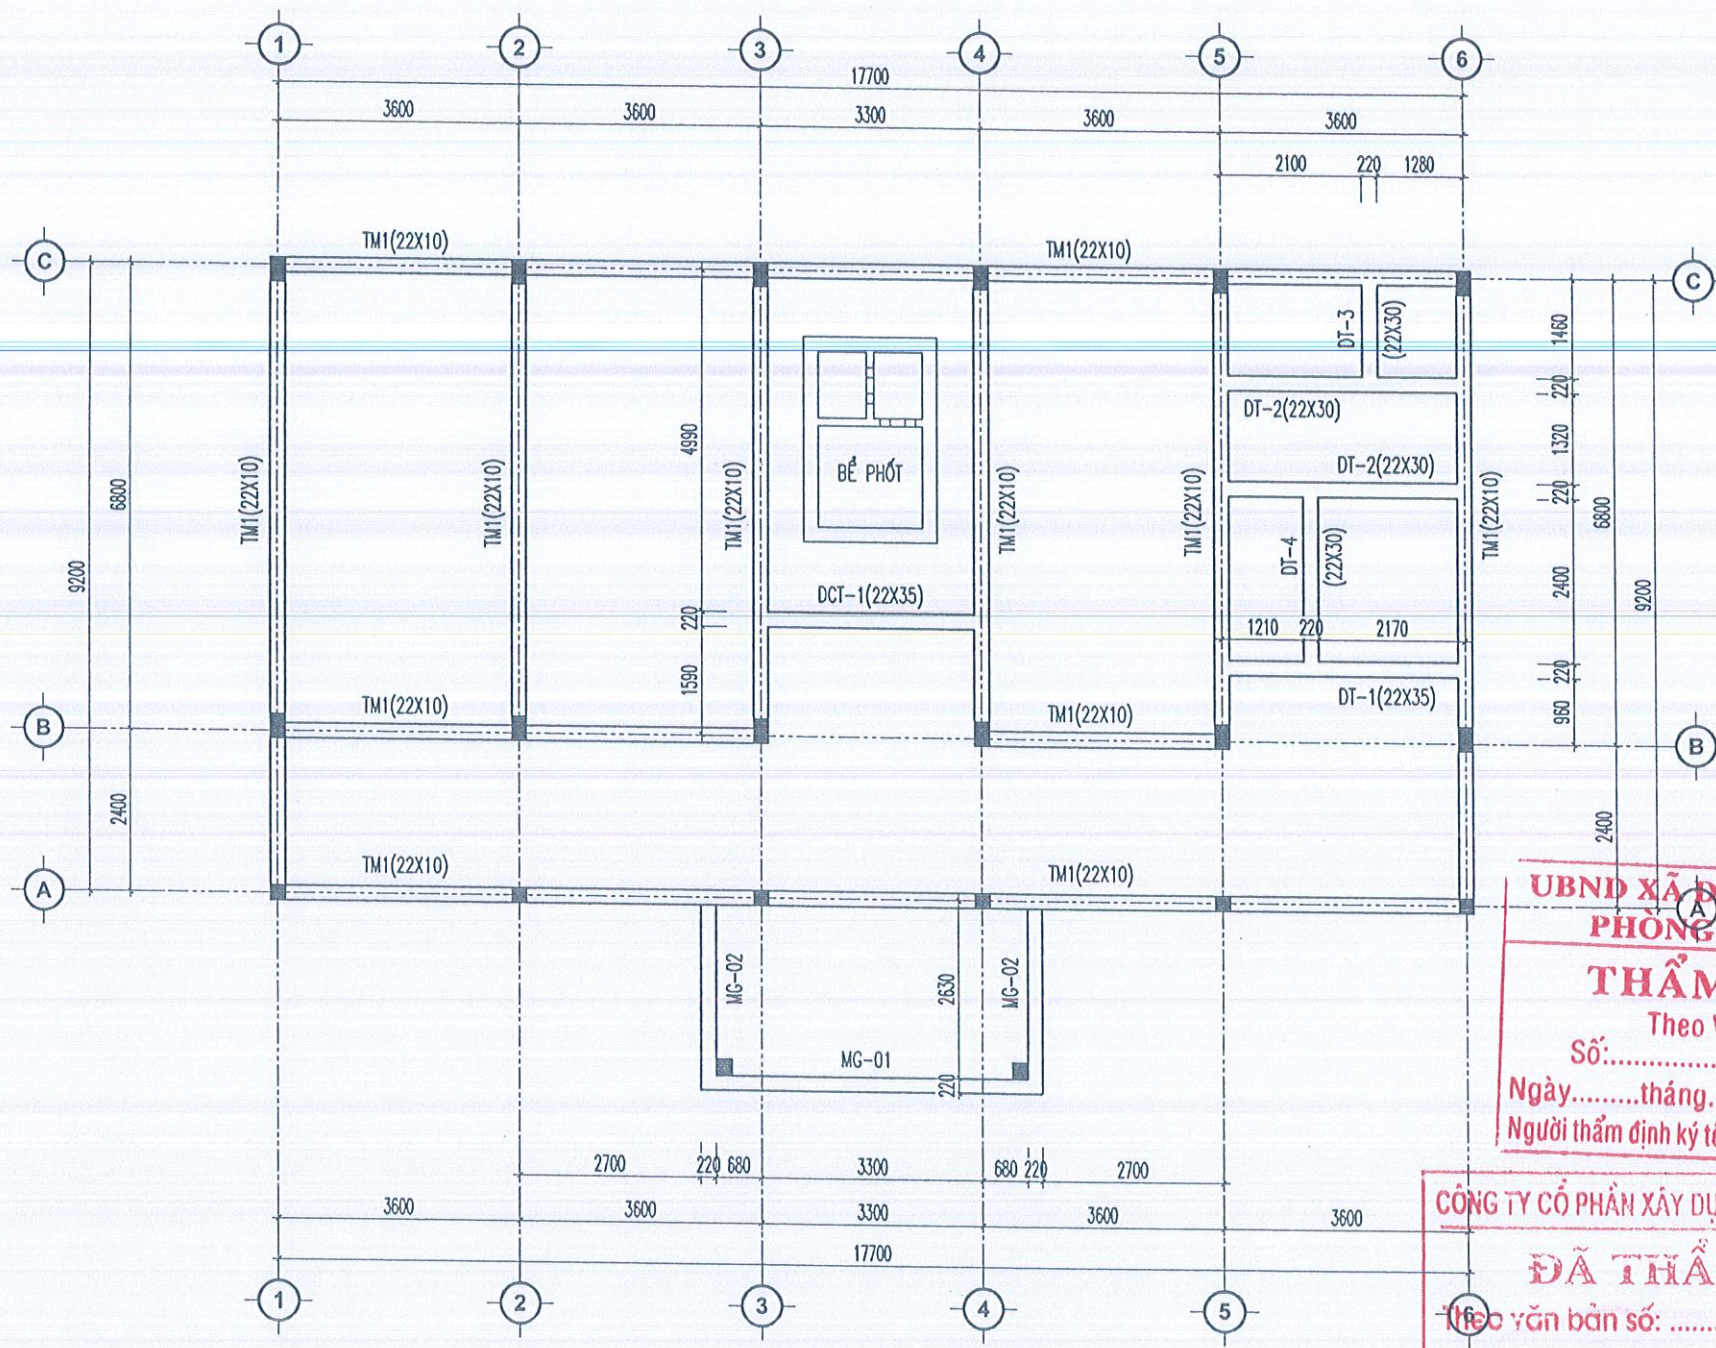 1 2 3 4 5 6
17700
3600 3600 3300 3600 3600
2100 220 1280
TM1(22X10) TM1(22X10)
C C
DT-3
(22X30)
1460
220
DT-2(22X30)
1320
DT-2(22X30)
220
4990
BỂ PHỐT
TM1(22X10) TM1(22X10) TM1(22X10) TM1(22X10) TM1(22X10) TM1(22X10)
6800 6800
9200 9200
DT-4
(22X30)
2400
DCT-1(22X35)
220
1210 220 2170
220
1590
DT-1(22X35)
960
TM1(22X10) TM1(22X10)
B B
2400 2400
TM1(22X10) TM1(22X10)
A A
MG-02 2630 MG-02
MG-01
220
2700 220 680 3300 680 220 2700
3600 3600 3300 3600 3600
17700
1 2 3 4 5 6
UBND XÃ
PHÒNG
THẨM
Theo
Số:..............
Ngày.........tháng.
Người thẩm định ký
CÔNG TY CỔ PHẦN XÂY
ĐÃ THẨ
Theo văn bản số: .......